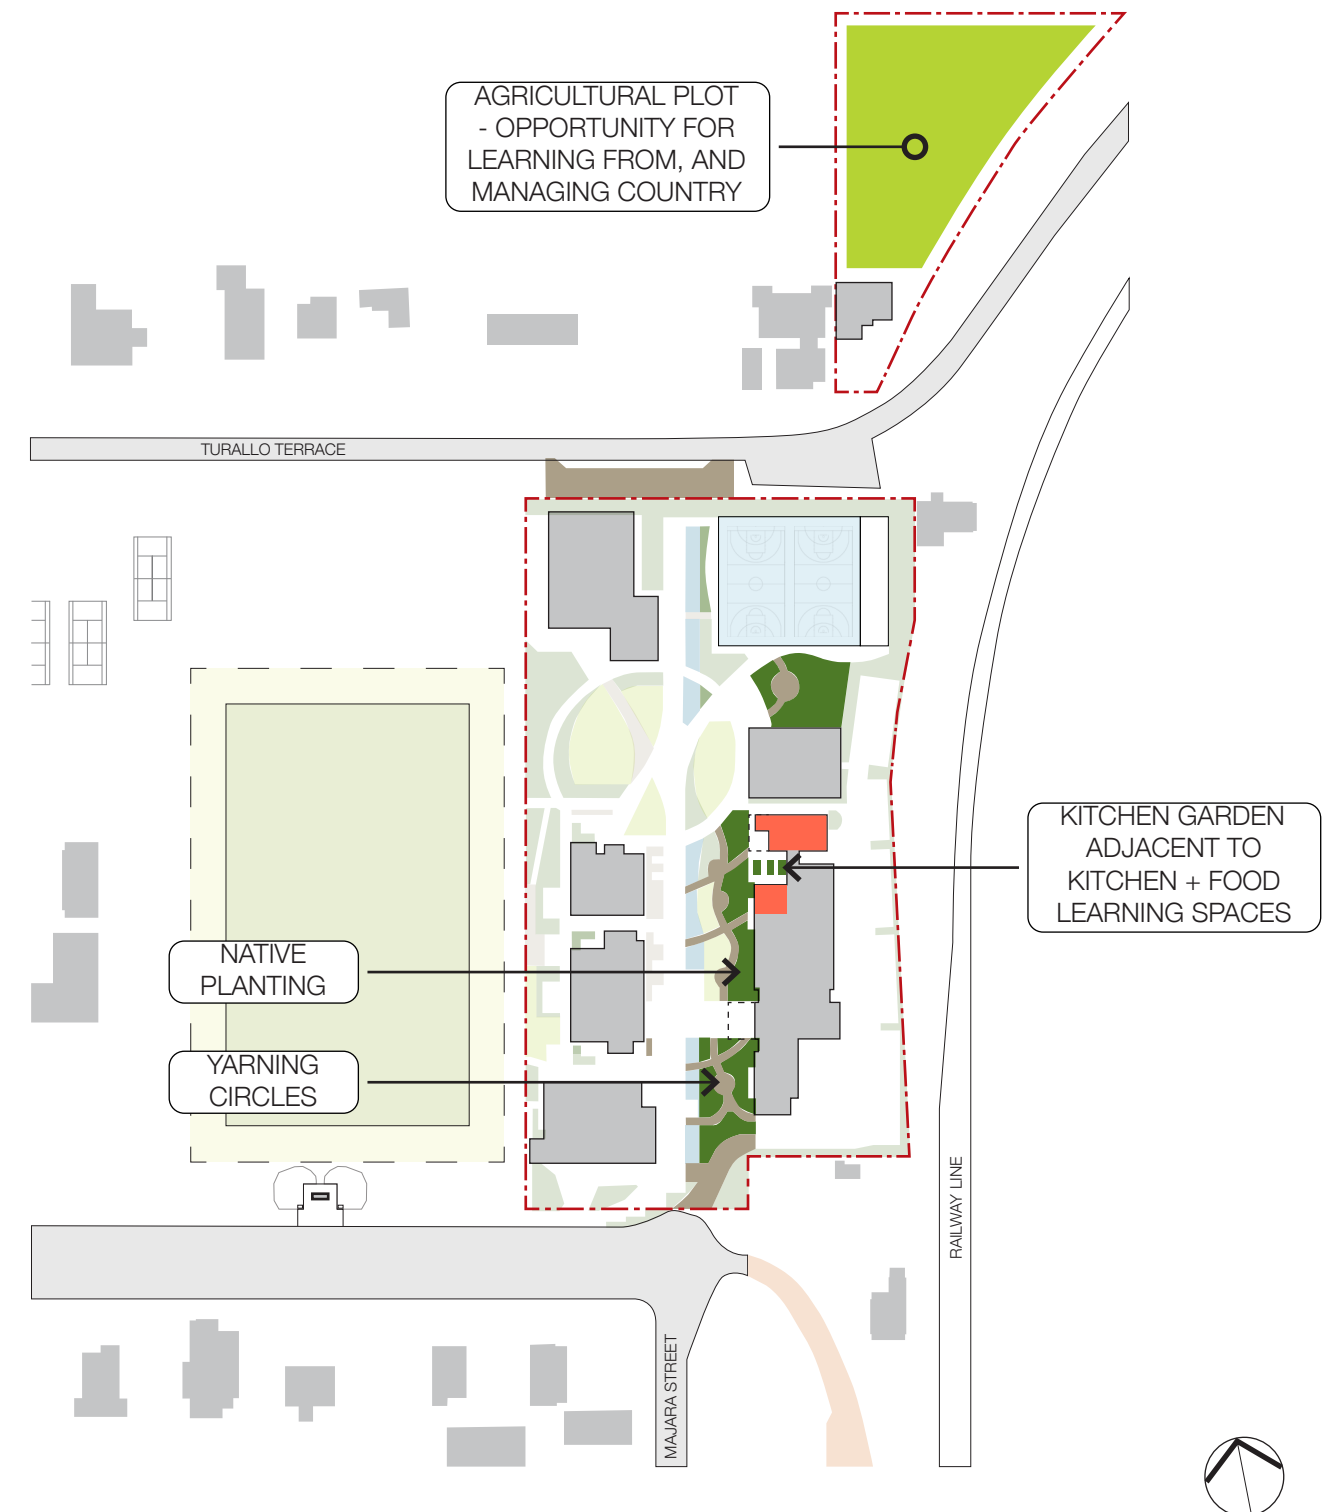 AGRICULTURAL PLOT
- OPPORTUNITY FOR
LEARNING FROM, AND
MANAGING COUNTRY
TURALLO TERRACE
KITCHEN GARDEN
ADJACENT TO
KITCHEN + FOOD
LEARNING SPACES
NATIVE
PLANTING
YARNING
CIRCLES
RAILWAY LINE
MAJARA STREET